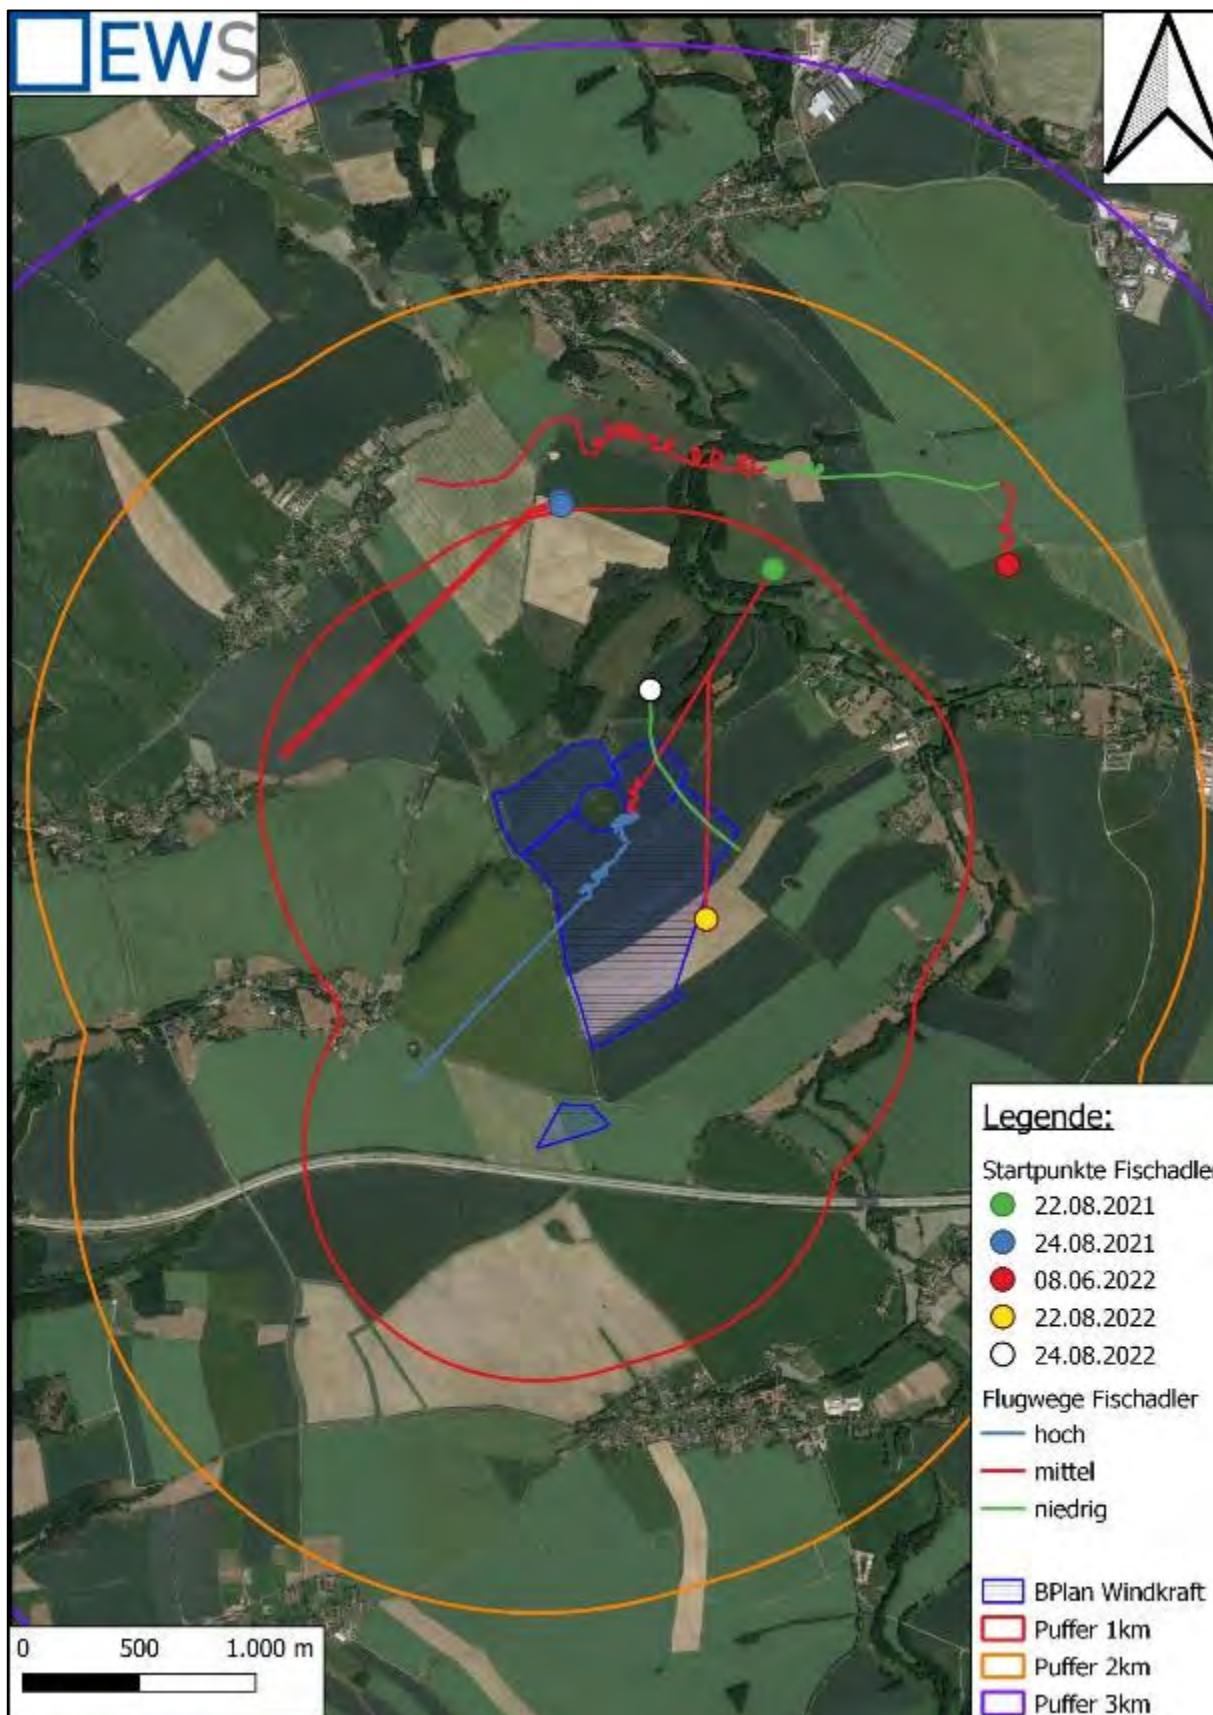 EWS
Legende:
Startpunkte Fischadler
22.08.2021
24.08.2021
08.06.2022
22.08.2022
24.08.2022
Flugwege Fischadler
hoch
mittel
niedrig
BPlan Windkraft
Puffer 1km
Puffer 2km
Puffer 3km
0 500 1.000 m